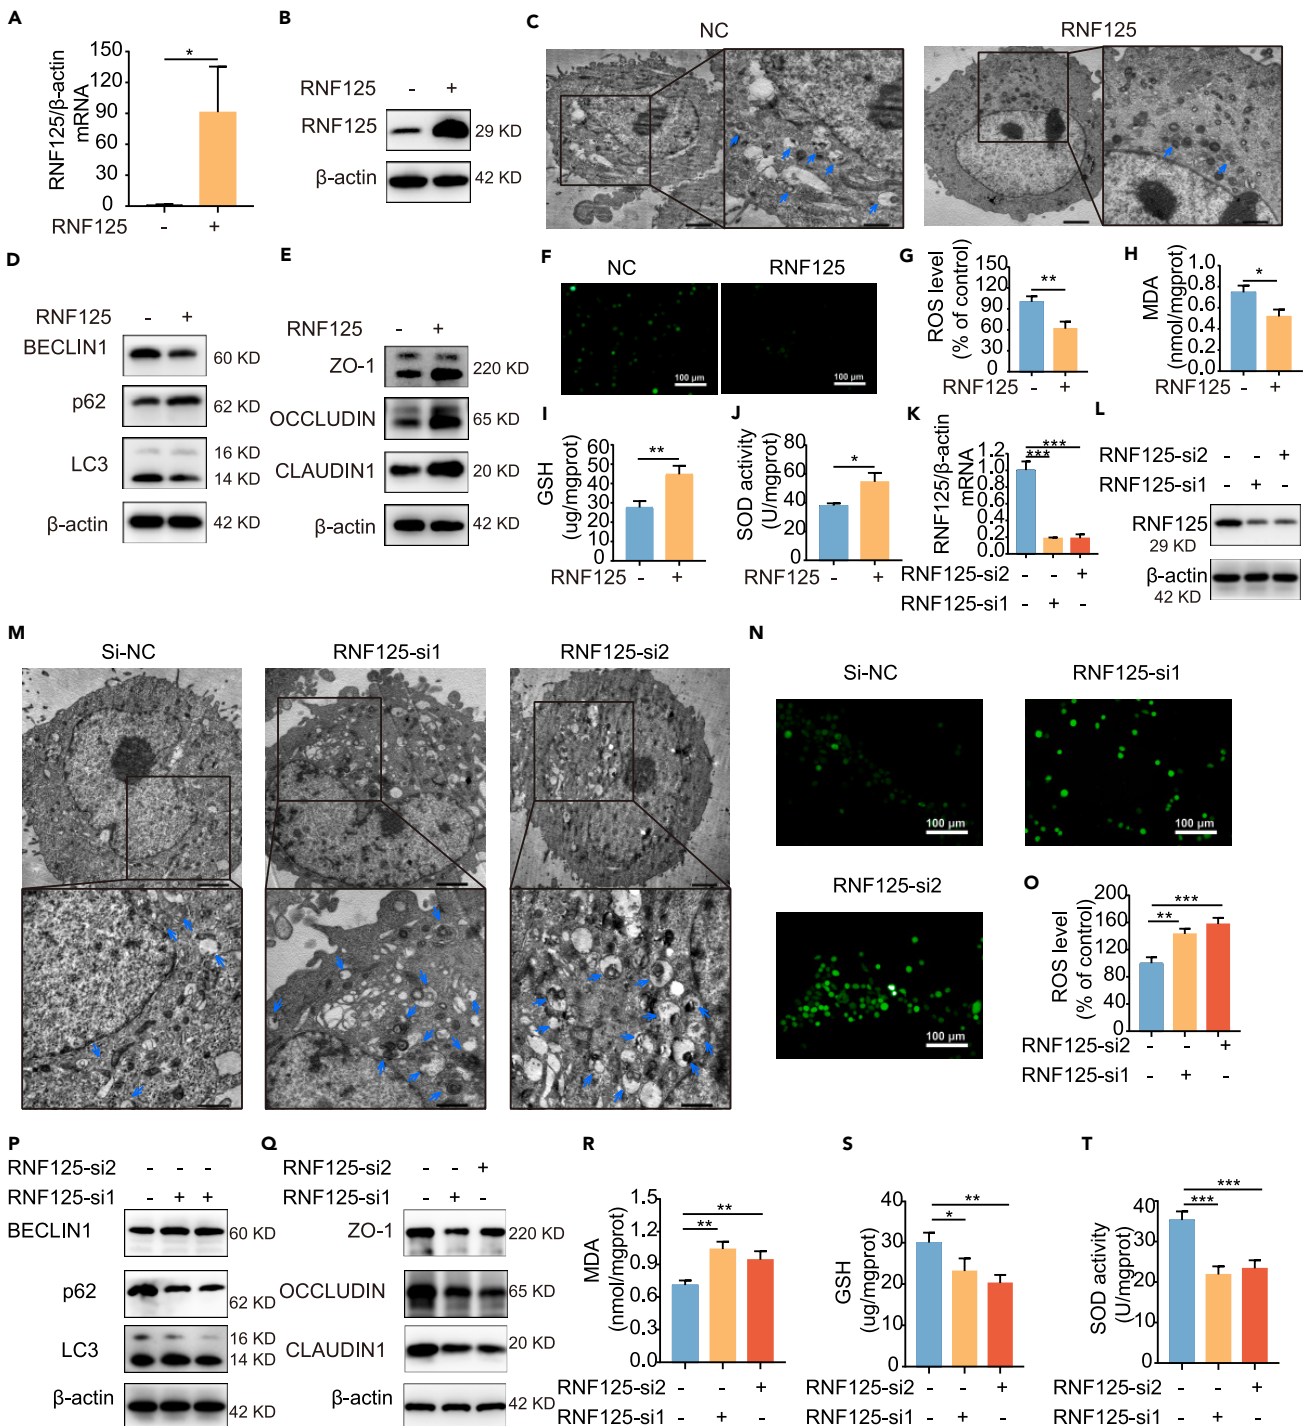 A
RNF125/β-actin
mRNA
150
120
90
60
30
0
*
RNF125 - +
B
RNF125 - +
RNF125 29 KD
β-actin 42 KD
C
NC
RNF125
D
RNF125 - +
BECLIN1 60 KD
p62 62 KD
LC3 16 KD
14 KD
β-actin 42 KD
E
RNF125 - +
ZO-1 220 KD
OCCLUDIN 65 KD
CLAUDIN1 20 KD
β-actin 42 KD
F
NC
RNF125
100 μm
100 μm
G
ROS level
(% of control)
150
120
90
60
30
0
**
RNF125 - +
H
MDA
(nmol/mgprot)
1.0
0.8
0.6
0.4
0.2
0.0
*
RNF125 - +
I
GSH
(ug/mgprot)
60
50
40
30
20
10
0
**
RNF125 - +
J
SOD activity
(U/mgprot)
80
60
40
20
0
*
RNF125 - +
K
RNF125/β-actin
mRNA
1.2
1.0
0.8
0.6
0.4
0.2
0.0
***
***
RNF125-si2 - - +
RNF125-si1 - + -
L
RNF125-si2 - - +
RNF125-si1 - + -
RNF125
29 KD
β-actin
42 KD
M
Si-NC
RNF125-si1
RNF125-si2
N
Si-NC
RNF125-si1
100 μm
100 μm
RNF125-si2
100 μm
O
ROS level
(% of control)
200
160
120
80
40
0
***
**
RNF125-si2 - - +
RNF125-si1 - + -
P
RNF125-si2 - - -
RNF125-si1 - + +
BECLIN1 60 KD
p62 62 KD
LC3 16 KD
14 KD
β-actin 42 KD
Q
RNF125-si2 - - +
RNF125-si1 - + -
ZO-1 220 KD
OCCLUDIN 65 KD
CLAUDIN1 20 KD
β-actin 42 KD
R
MDA
(nmol/mgprot)
1.5
1.2
0.9
0.6
0.3
0.0
**
**
RNF125-si2 - - +
RNF125-si1 - + -
S
GSH
(ug/mgprot)
40
30
20
10
0
**
*
RNF125-si2 - - +
RNF125-si1 - + -
T
SOD activity
(U/mgprot)
40
20
0
***
***
RNF125-si2 - - +
RNF125-si1 - + -